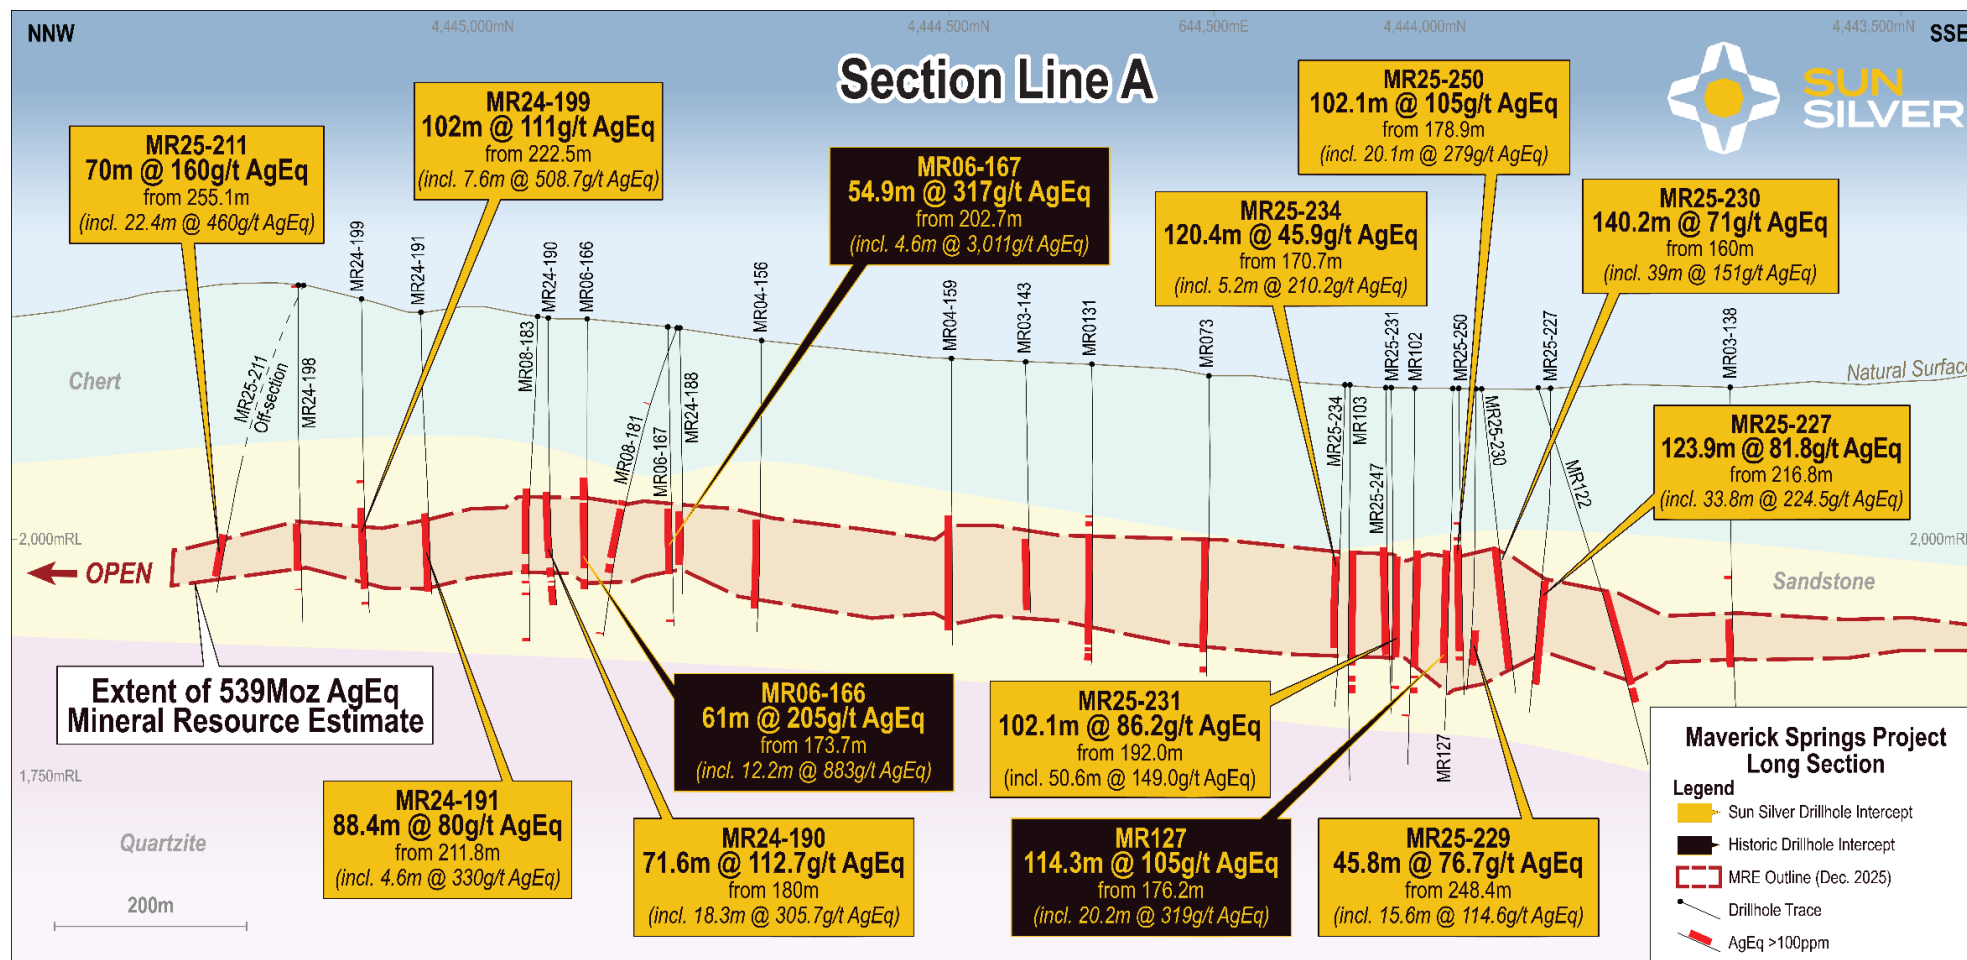 NNW
4,445,000mN
4,444,500mN
644,500mE
4,444,000mN
4,443,500mN
SSE
Section Line A
SUN
SILVER
MR25-211
70m @ 160g/t AgEq
from 255.1m
(incl. 22.4m @ 460g/t AgEq)
MR24-199
102m @ 111g/t AgEq
from 222.5m
(incl. 7.6m @ 508.7g/t AgEq)
MR06-167
54.9m @ 317g/t AgEq
from 202.7m
(incl. 4.6m @ 3,011g/t AgEq)
MR25-250
102.1m @ 105g/t AgEq
from 178.9m
(incl. 20.1m @ 279g/t AgEq)
MR25-234
120.4m @ 45.9g/t AgEq
from 170.7m
(incl. 5.2m @ 210.2g/t AgEq)
MR25-230
140.2m @ 71g/t AgEq
from 160m
(incl. 39m @ 151g/t AgEq)
MR24-199
MR24-191
MR24-190
MR06-166
MR04-156
MR04-159
MR03-143
MR0131
MR073
MR25-231
MR102
MR25-250
MR25-227
MR03-138
Natural Surface
Chert
MR25-211
Off-section
MR24-198
MR08-183
MR08-181
MR06-167
MR24-188
MR25-234
MR103
MR25-247
MR25-230
MR122
MR25-227
123.9m @ 81.8g/t AgEq
from 216.8m
(incl. 33.8m @ 224.5g/t AgEq)
2,000mRL
2,000mRL
OPEN
Sandstone
Extent of 539Moz AgEq
Mineral Resource Estimate
MR06-166
61m @ 205g/t AgEq
from 173.7m
(incl. 12.2m @ 883g/t AgEq)
MR25-231
102.1m @ 86.2g/t AgEq
from 192.0m
(incl. 50.6m @ 149.0g/t AgEq)
MR127
1,750mRL
Quartzite
200m
MR24-191
88.4m @ 80g/t AgEq
from 211.8m
(incl. 4.6m @ 330g/t AgEq)
MR24-190
71.6m @ 112.7g/t AgEq
from 180m
(incl. 18.3m @ 305.7g/t AgEq)
MR127
114.3m @ 105g/t AgEq
from 176.2m
(incl. 20.2m @ 319g/t AgEq)
MR25-229
45.8m @ 76.7g/t AgEq
from 248.4m
(incl. 15.6m @ 114.6g/t AgEq)
Maverick Springs Project
Long Section
Legend
Sun Silver Drillhole Intercept
Historic Drillhole Intercept
MRE Outline (Dec. 2025)
Drillhole Trace
AgEq >100ppm